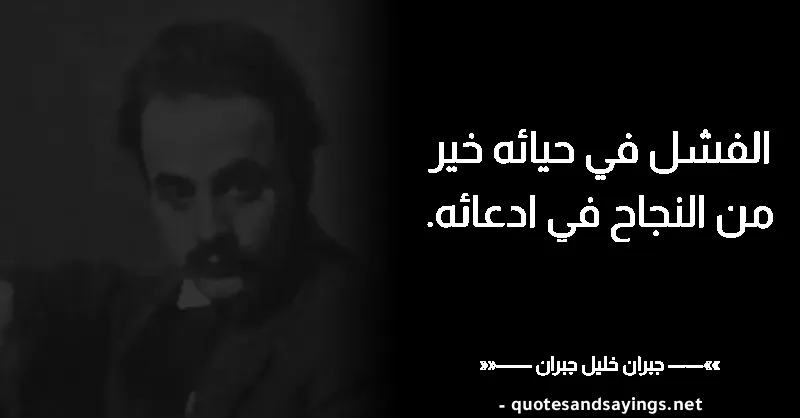 الفشل في حيائه خير
من النجاح في ادعائه.
»»—— جبران خليل جبران ——««
- quotesandsayings.net